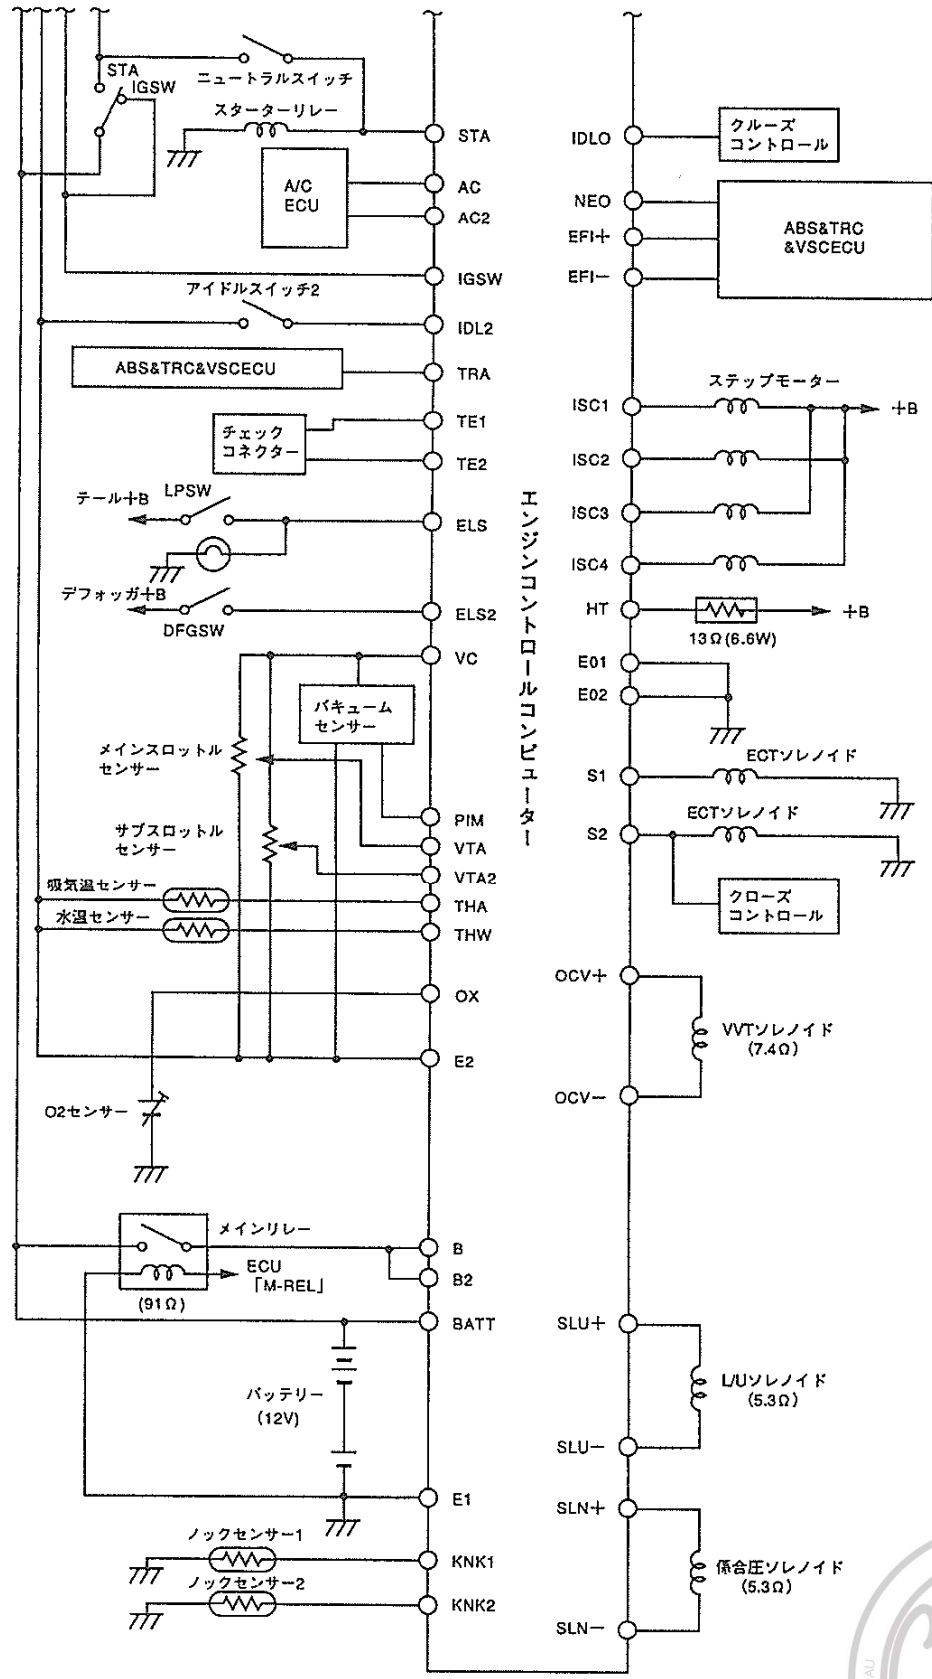 STA
IGSW
ニュートラルスイッチ
スターターリレー
STA
A/C
ECU
AC
AC2
IGSW
アイドルスイッチ2
IDL2
ABS&TRC&VSCECU
TRA
チェック
コネクター
TE1
TE2
テール+B
LPSW
ELS
デフォッガ+B
DFGSW
ELS2
VC
バキューム
センサー
メインスロットル
センサー
PIM
VTA
サブスロットル
センサー
VTA2
吸気温センサー
THA
水温センサー
THW
OX
E2
O2センサー
メインリレー
B
ECU
「M-REL」
B2
(91Ω)
BATT
バッテリー
(12V)
E1
ノックセンサー1
KNK1
ノックセンサー2
KNK2
エンジンコントロールコンピューター
IDLO
クルーズ
コントロール
NEO
EFI+
EFI-
ABS&TRC
&VSCECU
ステップモーター
ISC1
+B
ISC2
ISC3
ISC4
HT
+B
13Ω(6.6W)
E01
E02
S1
ECTソレノイド
S2
ECTソレノイド
クローズ
コントロール
OCV+
VVTソレノイド
(7.4Ω)
OCV-
SLU+
L/Uソレノイド
(5.3Ω)
SLU-
SLN+
係合圧ソレノイド
(5.3Ω)
SLN-